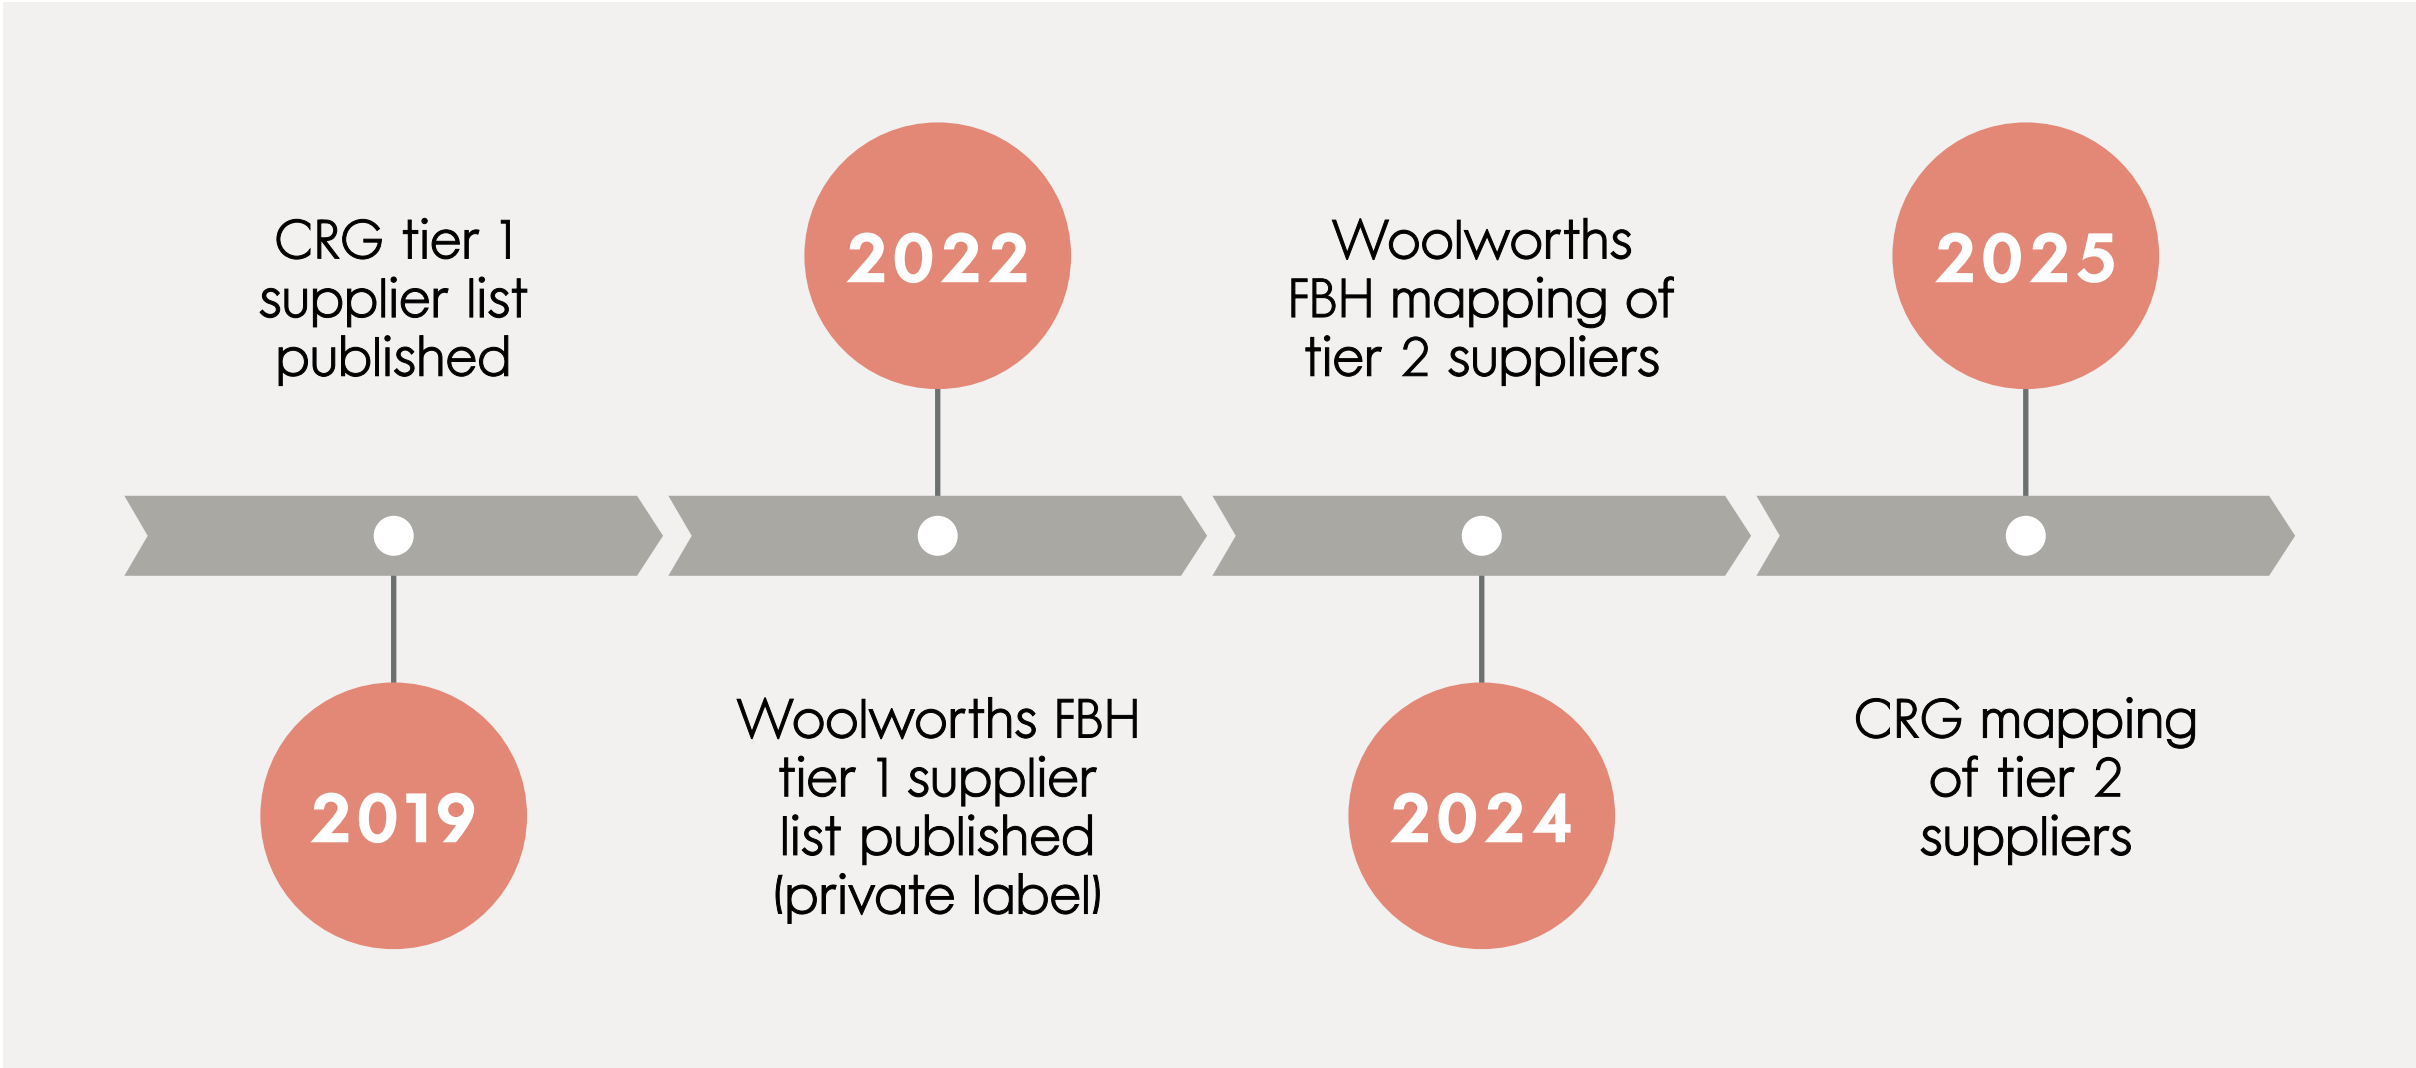 CRG tier 1
supplier list
published
2019
2022
Woolworths FBH
tier 1 supplier
list published
(private label)
Woolworths
FBH mapping of
tier 2 suppliers
2024
2025
CRG mapping
of tier 2
suppliers